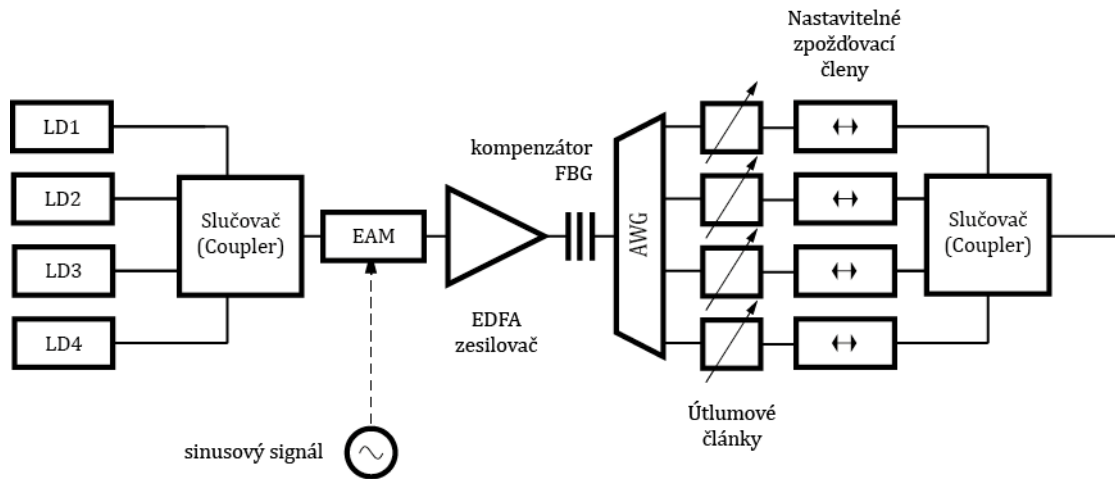 Nastavitelné
zpožďovací
členy
LD1
LD2
LD3
LD4
Slučovač
(Coupler)
EAM
kompenzátor
FBG
AWG
Slučovač
(Coupler)
EDFA
zesilovač
Útlumové
články
sinusový signál